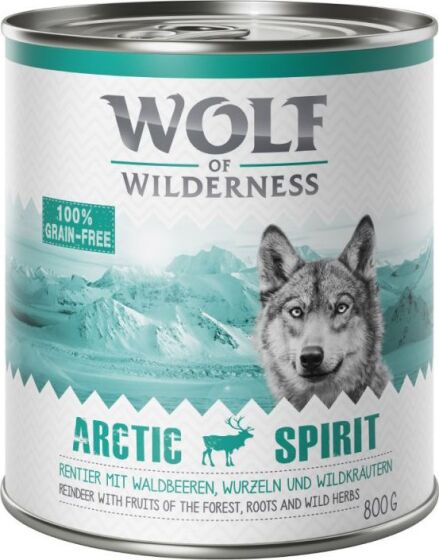 WOLF
OF
WILDERNESS
100%
GRAIN-FREE
ARCTIC SPIRIT
RENTIER MIT WALDBEEREN, WURZELN UND WILDKRÄUTERN
REINDEER WITH FRUITS OF THE FOREST, ROOTS AND WILD HERBS
800G